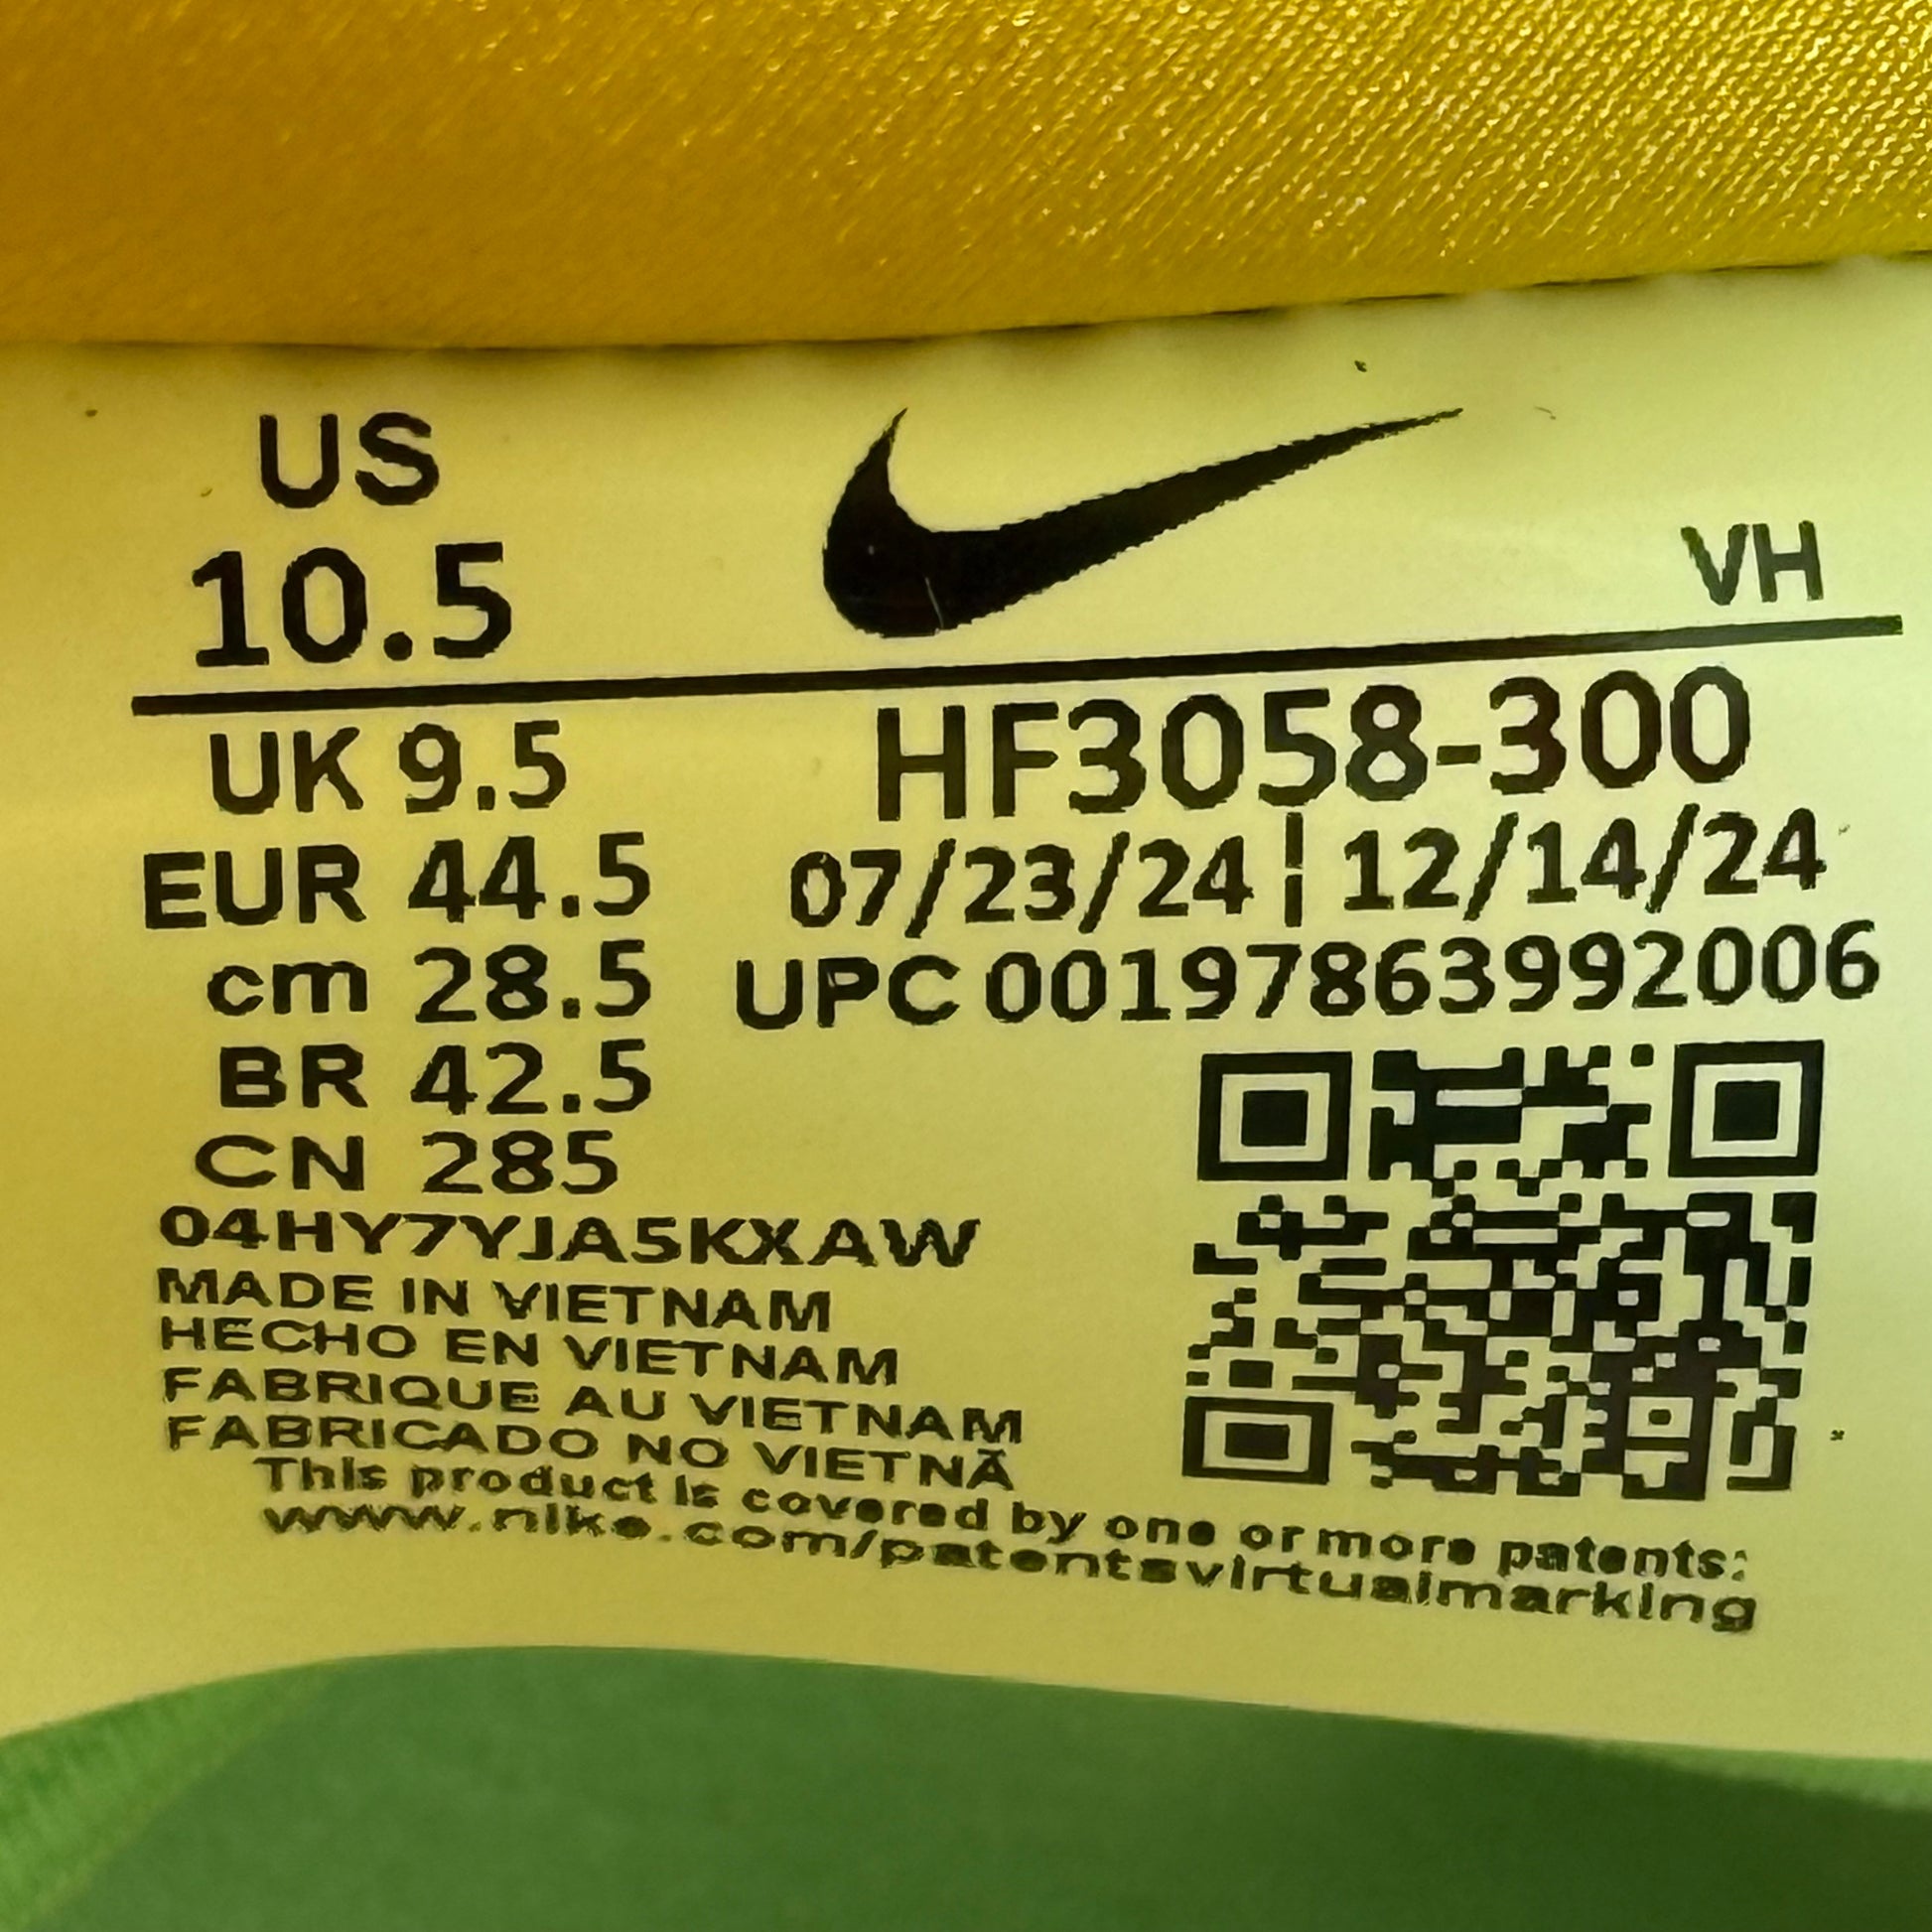 US
10.5
VH
UK 9.5
EUR 44.5
cm 28.5
BR 42.5
CN 285
HF3058-300
07/23/24 | 12/14/24
UPC 00197863992006
04HY7YJA5KXAW
MADE IN VIETNAM
HECHO EN VIETNAM
FABRIQUE AU VIETNAM
FABRICADO NO VIETNÃ
This product is covered by one or more patents:
www.nike.com/patentsvirtualmarking